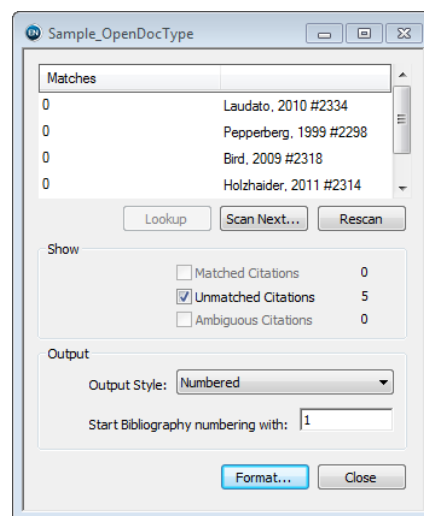 EN Sample_OpenDocType
Matches
0 Laudato, 2010 #2334
0 Pepperberg, 1999 #2298
0 Bird, 2009 #2318
0 Holzhaider, 2011 #2314
Lookup Scan Next... Rescan
Show
Matched Citations 0
Unmatched Citations 5
Ambiguous Citations 0
Output
Output Style: Numbered
Start Bibliography numbering with: 1
Format... Close